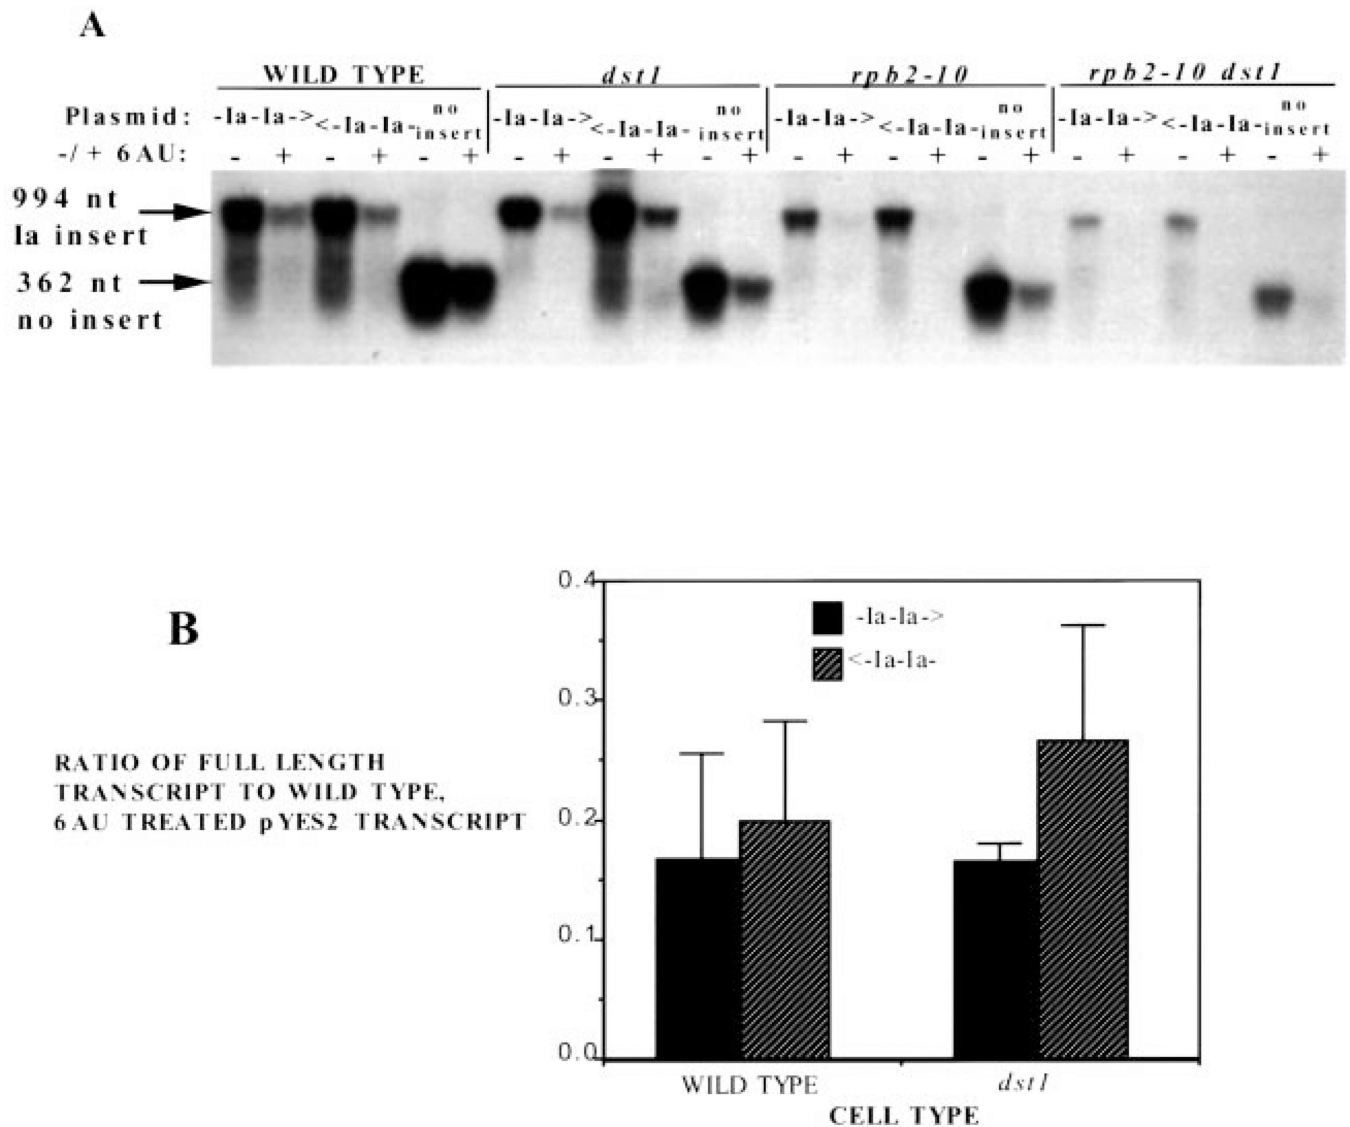 A
WILD TYPE dst1 rpb2-10 rpb2-10 dst1
Plasmid: -Ia-Ia-> <-Ia-Ia- no insert -Ia-Ia-> <-Ia-Ia- no insert -Ia-Ia-> <-Ia-Ia- no insert -Ia-Ia-> <-Ia-Ia- no insert
-/+ 6AU: - + - + - + - + - + - + - + - + - + - + - + - +
994 nt
Ia insert
362 nt
no insert
B
0.4
-Ia-Ia->
<-Ia-Ia-
0.3
RATIO OF FULL LENGTH
TRANSCRIPT TO WILD TYPE,
6AU TREATED pYES2 TRANSCRIPT
0.2
0.1
0.0
WILD TYPE dst1
CELL TYPE